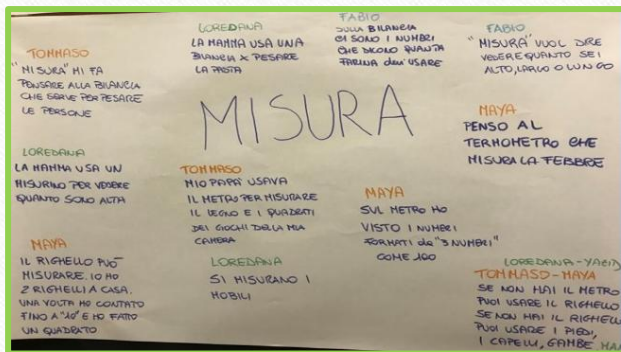 TOMMASO
"MISURA" MI FA
PENSARE ALLA BILANCIA
CHE SERVE PER PESARE
LE PERSONE
LOREDANA
LA MAMMA USA UNA
BILANCIA X PESARE
LA PASTA
FABIO
SULLA BILANCIA
CI SONO I NUMERI
CHE DICONO QUANTA
FARINA devi USARE
FABIO
"MISURA" VUOL DIRE
VEDERE QUANTO SEI
ALTO, LARGO O LUNGO
MISURA
MAYA
PENSO AL
TERMOMETRO CHE
MISURA LA FEBBRE
LOREDANA
LA MAMMA USA UN
MISURINO PER VEDERE
QUANTO SONO ALTA
TOMMASO
MIO PAPÀ USAVA
IL METRO PER MISURARE
IL LEGNO E I QUADRATI
DEI GIOCHI DELLA MIA
CAMERA
MAYA
SUL METRO HO
VISTO I NUMERI
FORMATI da "3 NUMERI"
COME 100
MAYA
IL RIGHELLO PUÒ
MISURARE. IO HO
2 RIGHELLI A CASA.
UNA VOLTA HO CONTATO
FINO A "10" E HO FATTO
UN QUADRATO
LOREDANA
SI MISURANO I
MOBILI
LOREDANA - YACID
TOMMASO - MAYA
SE NON HAI IL METRO
PUOI USARE IL RIGHELLO
SE NON HAI IL RIGHELLO
PUOI USARE I PIEDI,
I CAPELLI, GAMBE